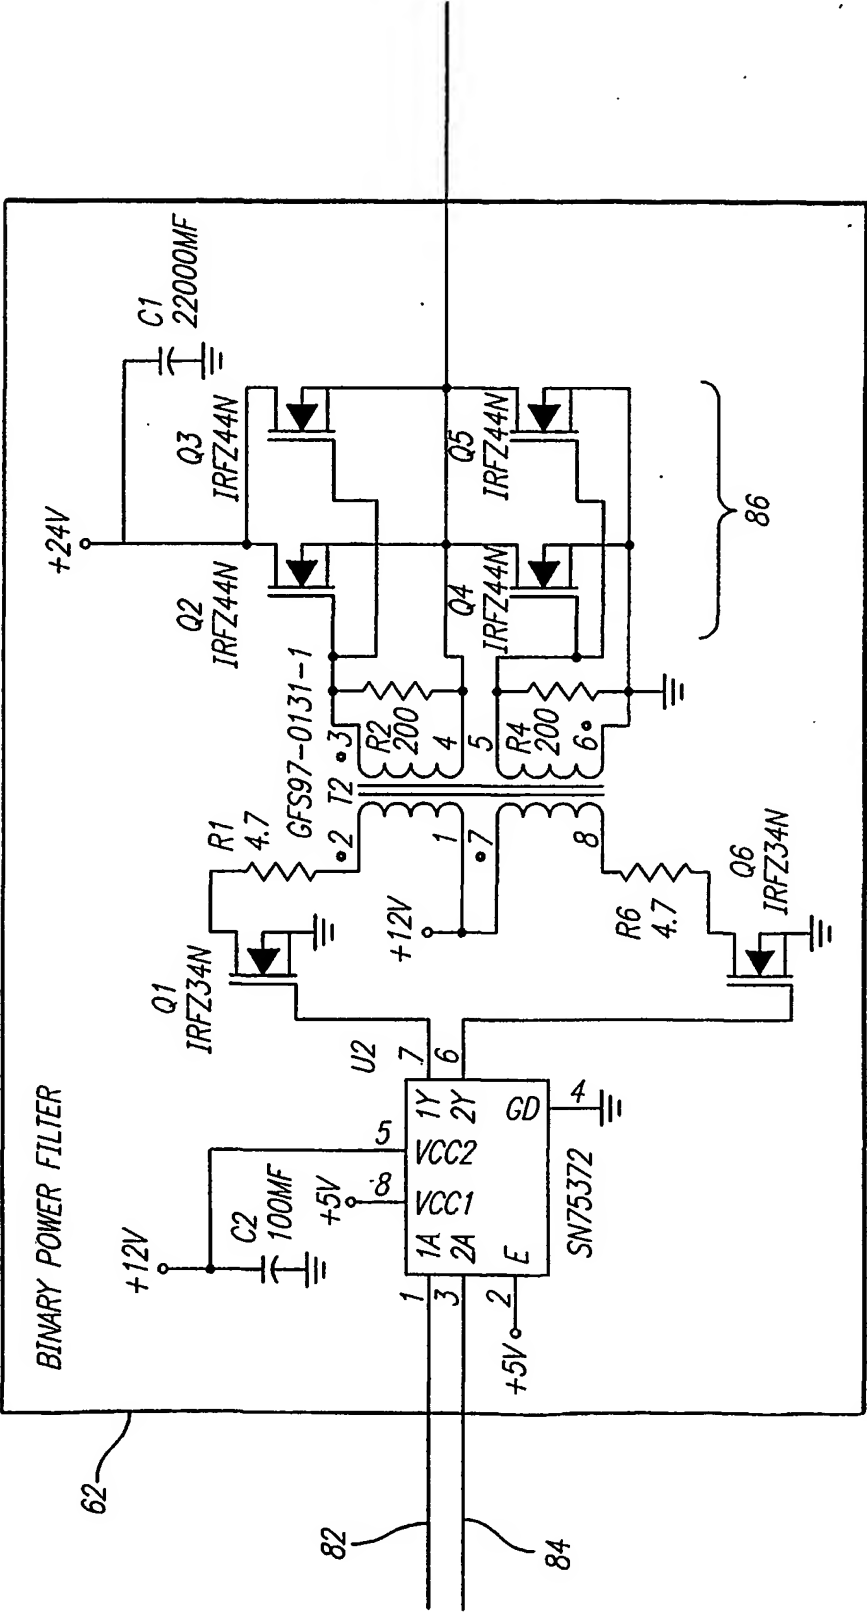 BINARY POWER FILTER
62
82
84
+12V
C2
100MF
+5V
8
5
1
3
2
+5V
1A
2A
E
VCC1
VCC2
1Y
2Y
GD
4
7
6
U2
SN75372
Q1
IRFZ34N
R1
4.7
+12V
R6
4.7
Q6
IRFZ34N
GFS97-0131-1
T2
2
1
7
8
3
4
5
6
R2
200
R4
200
+24V
C1
22000MF
Q2
IRFZ44N
Q3
IRFZ44N
Q4
IRFZ44N
Q5
IRFZ44N
86